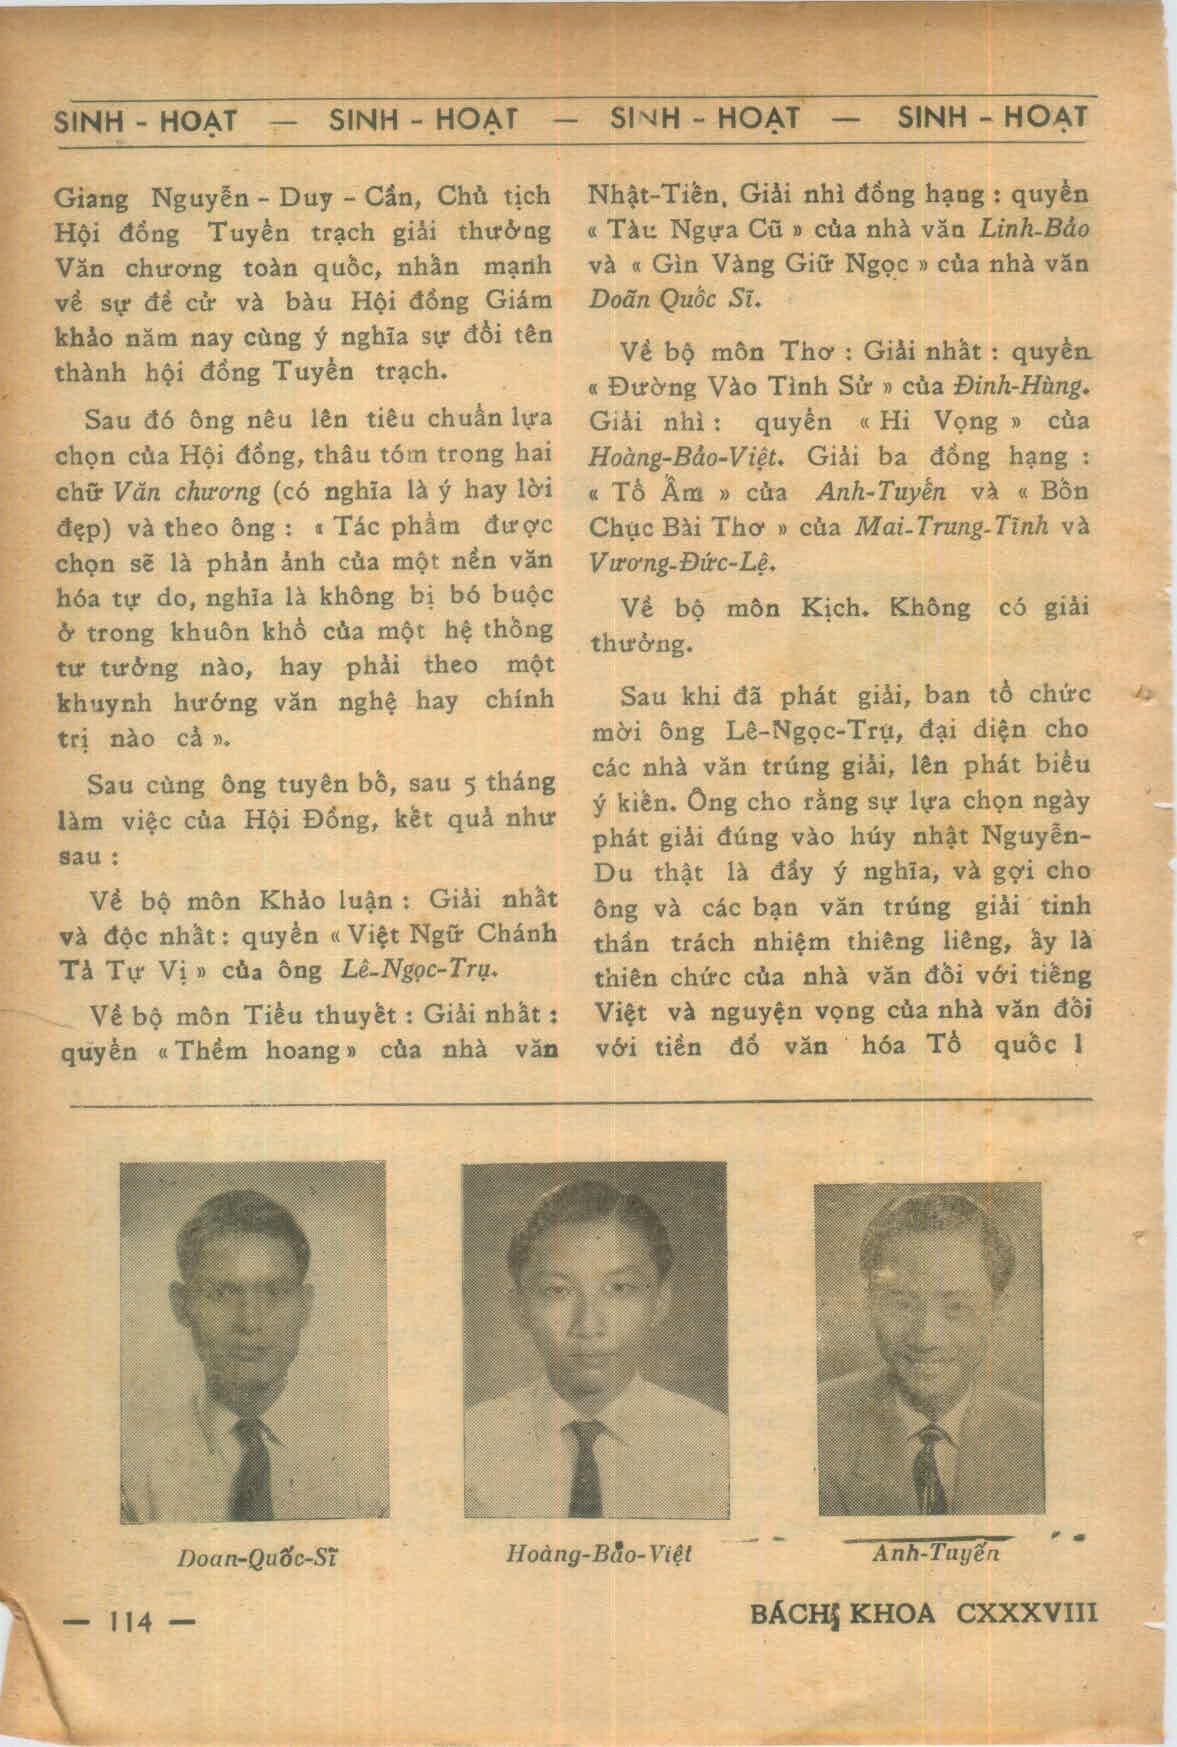 SINH - HOẠT — SINH - HOẠT — SINH - HOẠT — SINH - HOẠT
Giang Nguyễn - Duy - Cần, Chủ tịch
Hội đồng Tuyển trạch giải thưởng
Văn chương toàn quốc, nhấn mạnh
về sự đề cử và bàu Hội đồng Giám
khảo năm nay cùng ý nghĩa sự đổi tên
thành hội đồng Tuyển trạch.
Sau đó ông nêu lên tiêu chuẩn lựa
chọn của Hội đồng, thâu tóm trong hai
chữ Văn chương (có nghĩa là ý hay lời
đẹp) và theo ông : « Tác phẩm được
chọn sẽ là phản ảnh của một nền văn
hóa tự do, nghĩa là không bị bó buộc
ở trong khuôn khổ của một hệ thống
tư tưởng nào, hay phải theo một
khuynh hướng văn nghệ hay chính
trị nào cả ».
Sau cùng ông tuyên bố, sau 5 tháng
làm việc của Hội Đồng, kết quả như
sau :
Về bộ môn Khảo luận : Giải nhất
và độc nhất : quyển « Việt Ngữ Chánh
Tả Tự Vị » của ông Lê-Ngọc-Trụ.
Về bộ môn Tiểu thuyết : Giải nhất :
quyển « Thềm hoang » của nhà văn
Nhật-Tiến, Giải nhì đồng hạng : quyển
« Tàu Ngựa Cũ » của nhà văn Linh-Bảo
và « Gìn Vàng Giữ Ngọc » của nhà văn
Doãn Quốc Sĩ.
Về bộ môn Thơ : Giải nhất : quyển
« Đường Vào Tình Sử » của Đinh-Hùng.
Giải nhì : quyển « Hi Vọng » của
Hoàng-Bảo-Việt. Giải ba đồng hạng :
« Tổ Ấm » của Anh-Tuyến và « Bốn
Chục Bài Thơ » của Mai-Trung-Tĩnh và
Vương-Đức-Lệ.
Về bộ môn Kịch. Không có giải
thưởng.
Sau khi đã phát giải, ban tổ chức
mời ông Lê-Ngọc-Trụ, đại diện cho
các nhà văn trúng giải, lên phát biểu
ý kiến. Ông cho rằng sự lựa chọn ngày
phát giải đúng vào húy nhật Nguyễn-
Du thật là đầy ý nghĩa, và gợi cho
ông và các bạn văn trúng giải tinh
thần trách nhiệm thiêng liêng, ấy là
thiên chức của nhà văn đối với tiếng
Việt và nguyện vọng của nhà văn đối
với tiền đồ văn hóa Tổ quốc !
Doan-Quốc-Sĩ
Hoàng-Bảo-Việt
Anh-Tuyến
— 114 —
BÁCH KHOA CXXXVIII